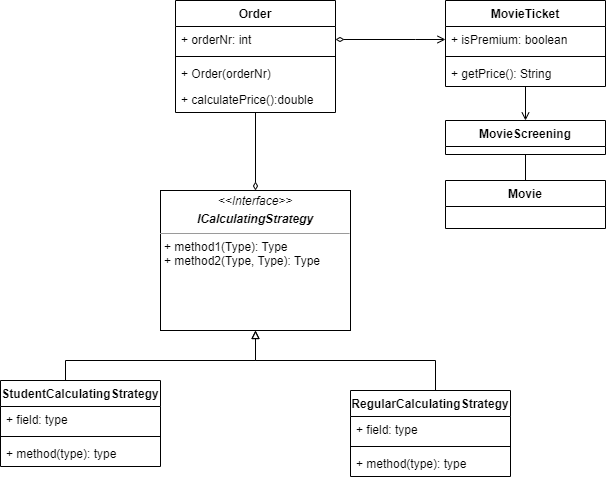 Order
+ orderNr: int
+ Order(orderNr)
+ calculatePrice():double
MovieTicket
+ isPremium: boolean
+ getPrice(): String
MovieScreening
Movie
<<Interface>>
ICalculatingStrategy
+ method1(Type): Type
+ method2(Type, Type): Type
StudentCalculatingStrategy
+ field: type
+ method(type): type
RegularCalculatingStrategy
+ field: type
+ method(type): type